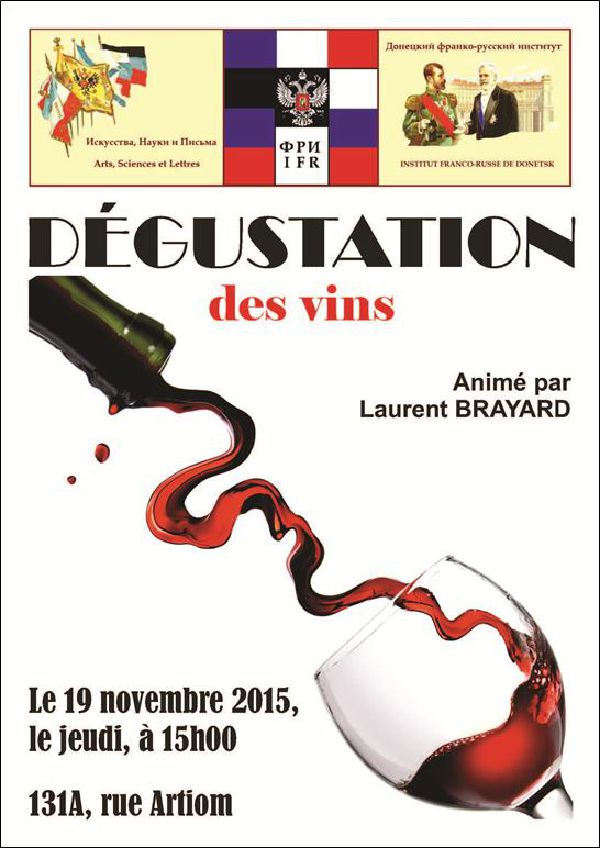 Искусства, Науки и Письма
Arts, Sciences et Lettres
ФРИ
IFR
Донецкий франко-русский институт
INSTITUT FRANCO-RUSSE DE DONETSK
DÉGUSTATION
des vins
Animé par
Laurent BRAYARD
Le 19 novembre 2015,
le jeudi, à 15h00
131A, rue Artiom